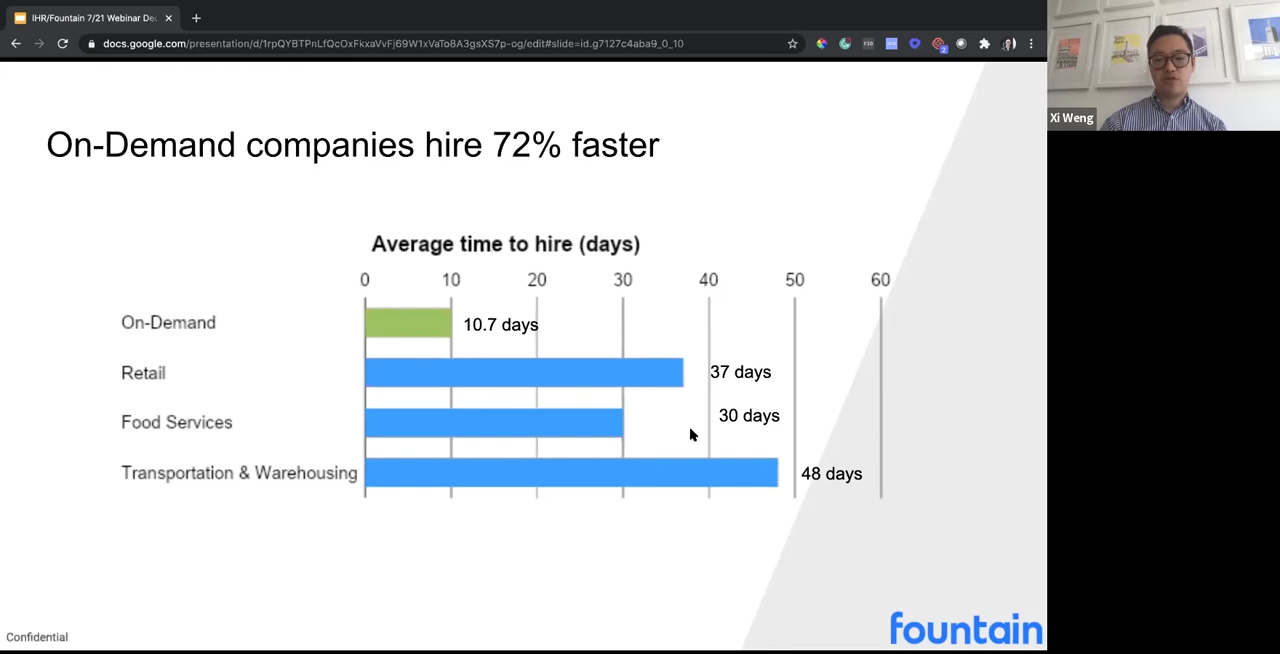 IHR/Fountain 7/21 Webinar De
docs.google.com/presentation/d/1rpQYBTPnLfQcOxFkxaVvFj69W1xVaTo8A3gsXS7p-og/edit#slide=id.g7127c4aba9_0_10
2
Xi Weng
On-Demand companies hire 72% faster
Average time to hire (days)
0 10 20 30 40 50 60
On-Demand 10.7 days
Retail 37 days
Food Services 30 days
Transportation & Warehousing 48 days
Confidential
fountain